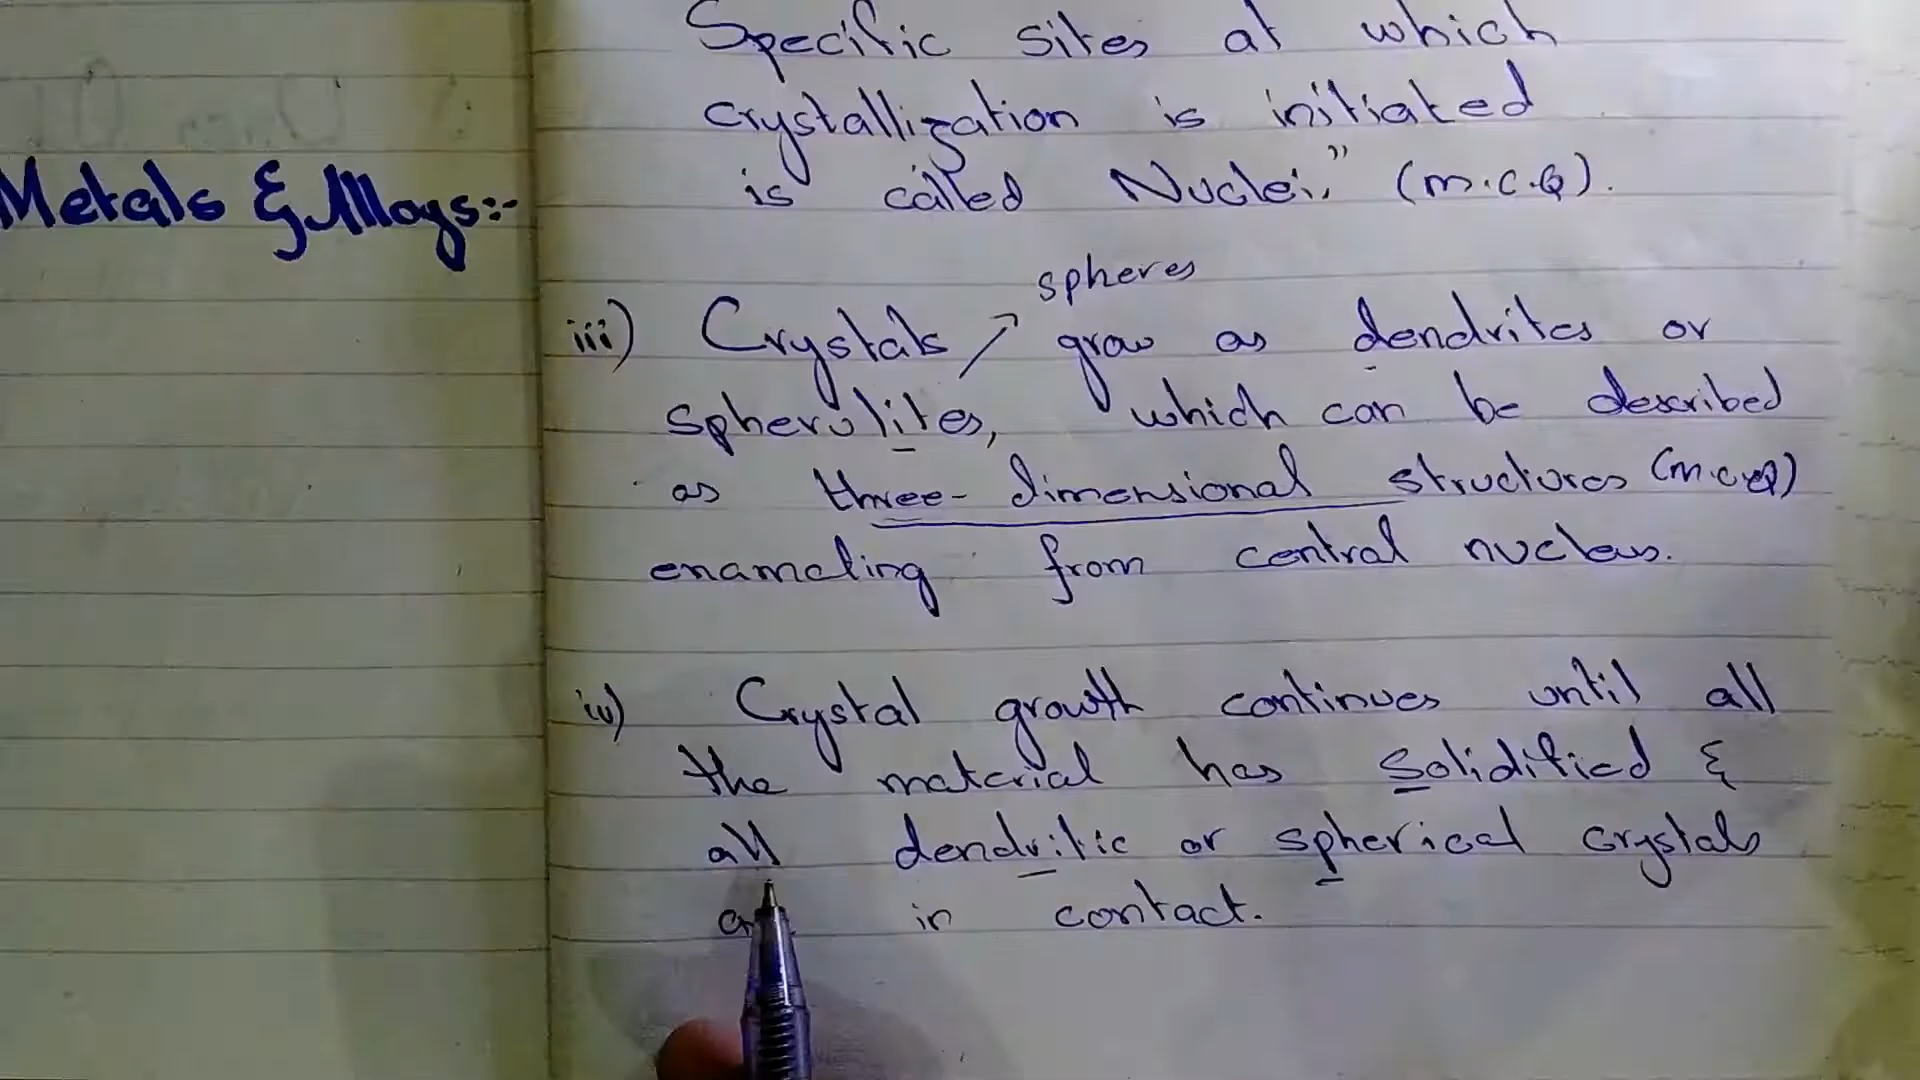 Metals & Alloys:-
Specific sites at which
crystallization is initiated
is called Nuclei." (m.c.Q).
spheres
iii) Crystals grow as dendrites or
spherulites, which can be described
as three-dimensional structures (m.c.Q)
enamating from central nucleus.
iv) Crystal growth continues until all
the material has solidified &
all dendritic or spherical crystals
in contact.